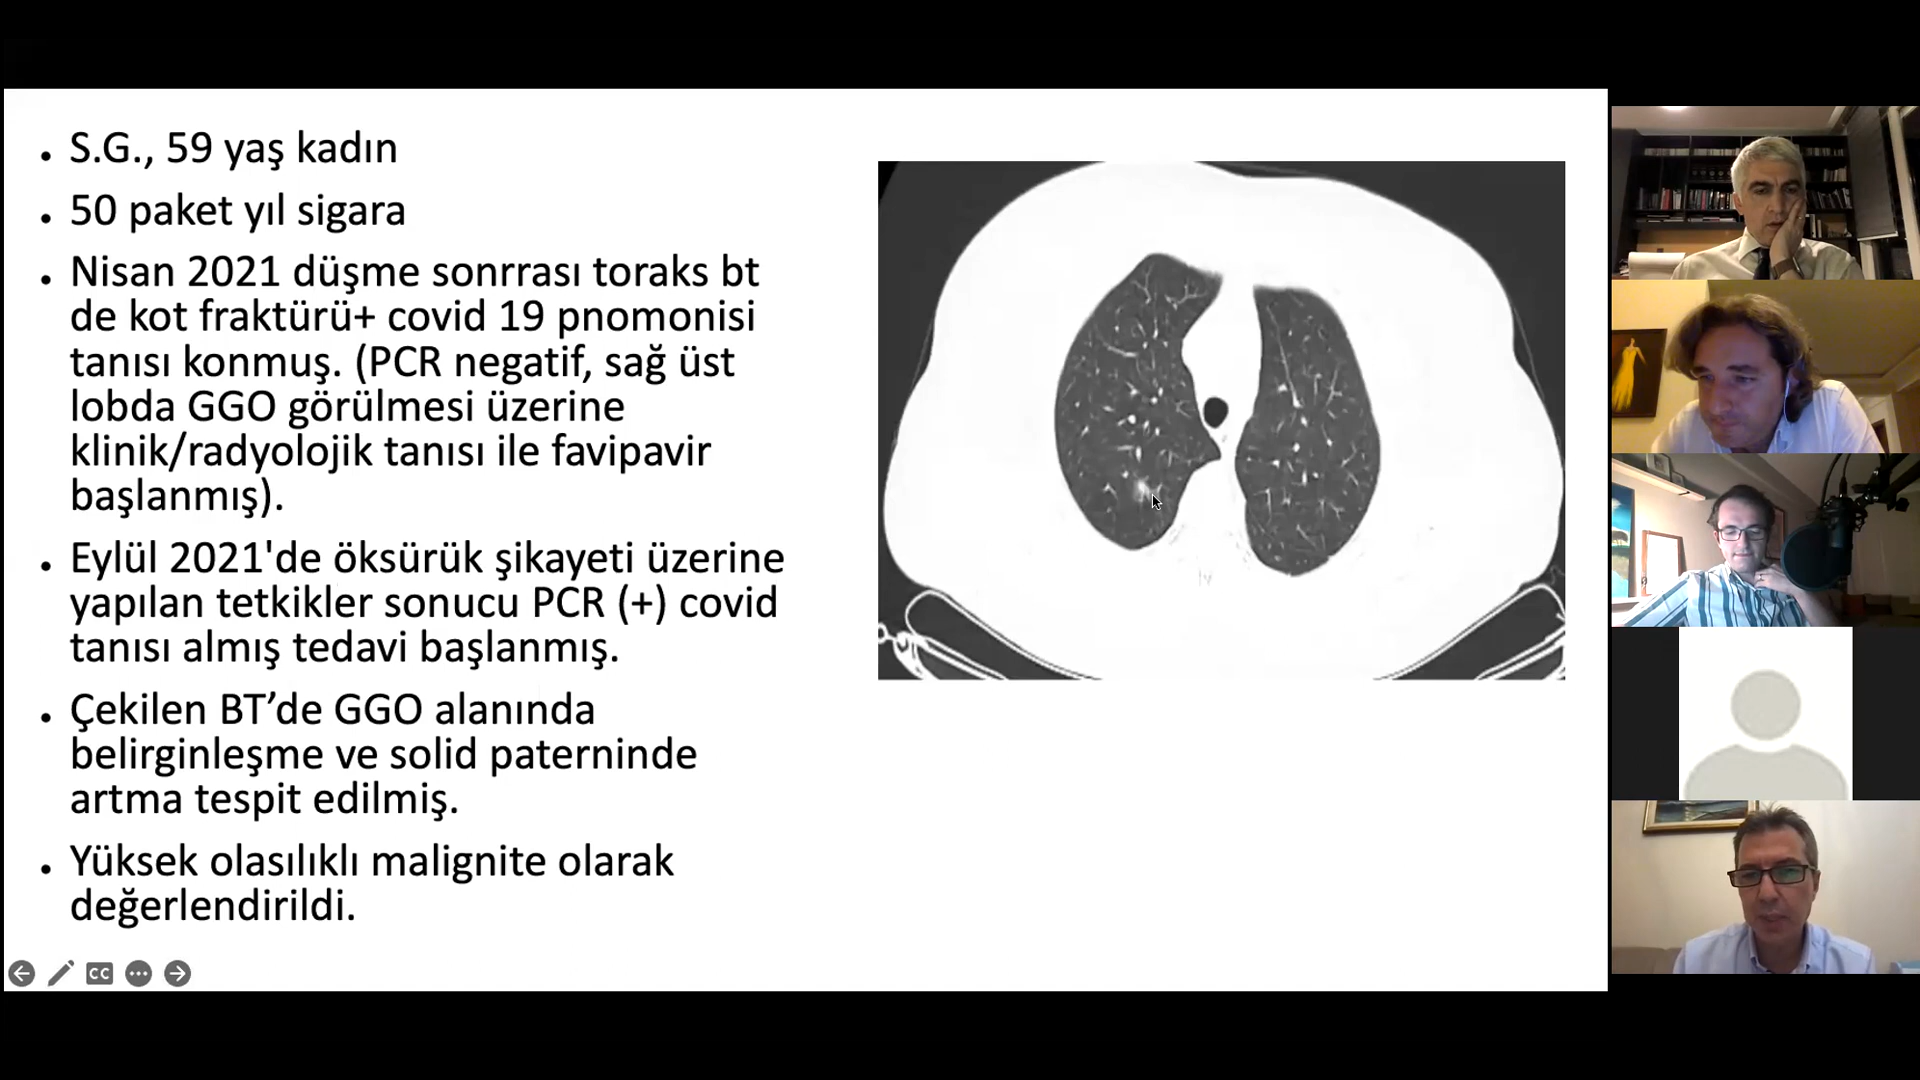 S.G., 59 yaş kadın
50 paket yıl sigara
Nisan 2021 düşme sonrrası toraks bt
de kot fraktürü+ covid 19 pnomonisi
tanısı konmuş. (PCR negatif, sağ üst
lobda GGO görülmesi üzerine
klinik/radyolojik tanısı ile favipavir
başlanmış).
Eylül 2021'de öksürük şikayeti üzerine
yapılan tetkikler sonucu PCR (+) covid
tanısı almış tedavi başlanmış.
Çekilen BT’de GGO alanında
belirginleşme ve solid paterninde
artma tespit edilmiş.
Yüksek olasılıklı malignite olarak
değerlendirildi.
CC